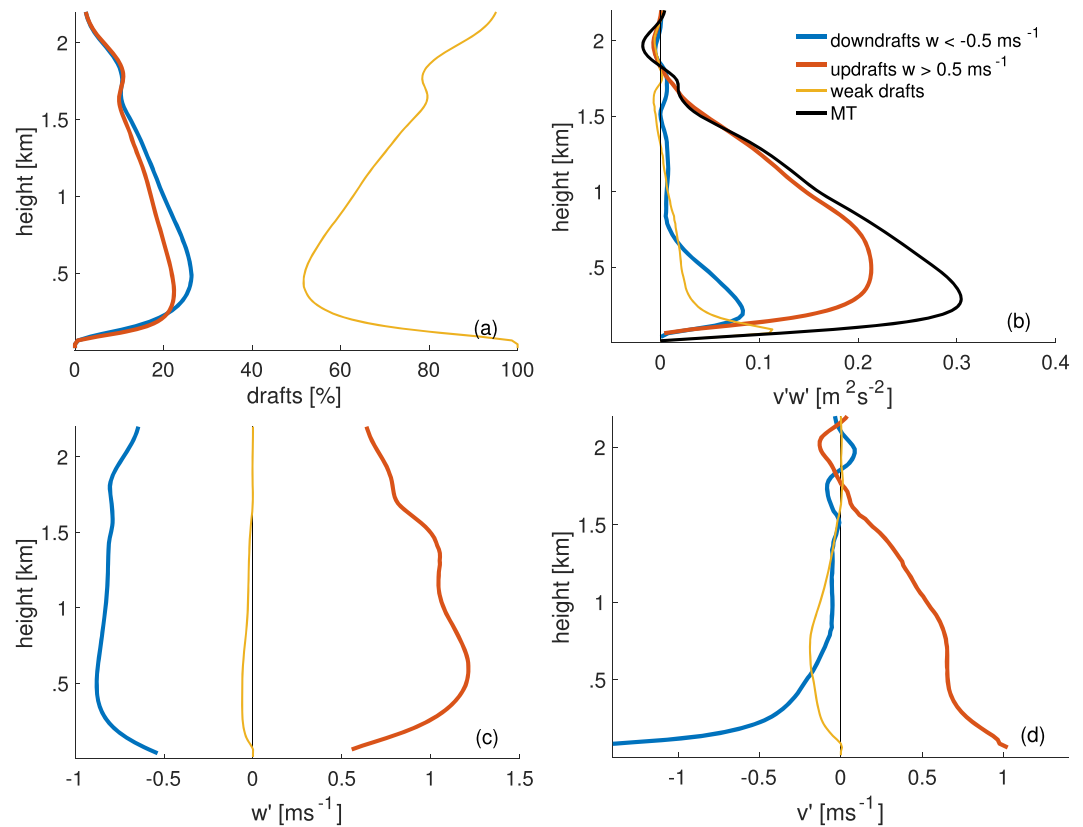 2
1.5
1
.5
height [km]
(a)
0 20 40 60 80 100
drafts [%]
2
1.5
1
.5
height [km]
downdrafts w < -0.5 ms-1
updrafts w > 0.5 ms-1
weak drafts
MT
(b)
0 0.1 0.2 0.3 0.4
v'w' [m2s-2]
2
1.5
1
.5
height [km]
(c)
-1 -0.5 0 0.5 1 1.5
w' [ms-1]
2
1.5
1
.5
height [km]
(d)
-1 -0.5 0 0.5 1
v' [ms-1]